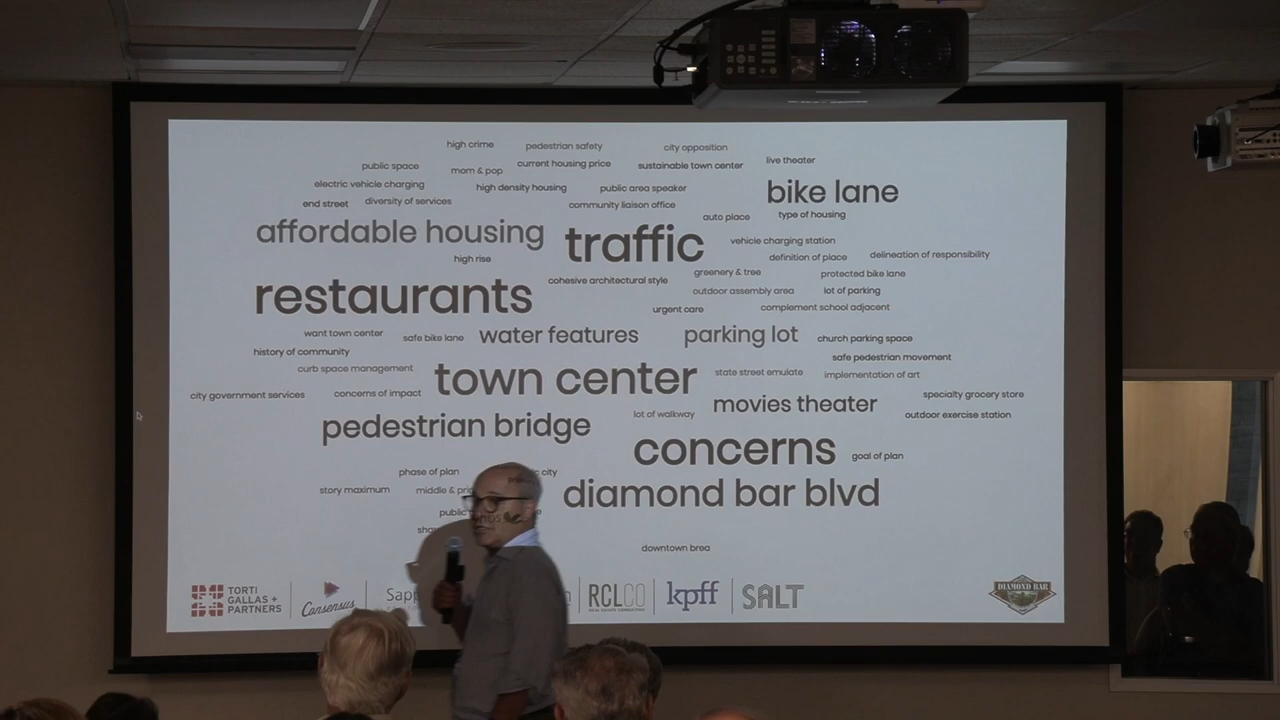 high crime
pedestrian safety
city opposition
public space
mom & pop
current housing price
sustainable town center
live theater
electric vehicle charging
high density housing
public area speaker
bike lane
end street
diversity of services
community liaison office
auto place
type of housing
affordable housing
traffic
vehicle charging station
high rise
definition of place
delineation of responsibility
cohesive architectural style
greenery & tree
protected bike lane
restaurants
outdoor assembly area
lot of parking
urgent care
complement school adjacent
want town center
safe bike lane
water features
parking lot
church parking space
history of community
safe pedestrian movement
curb space management
town center
state street emulate
implementation of art
city government services
concerns of impact
movies theater
specialty grocery store
pedestrian bridge
lot of walkway
outdoor exercise station
concerns
goal of plan
phase of plan
city
story maximum
middle &
diamond bar blvd
public
downtown area
TORTI
GALLAS +
PARTNERS
Consensus
Sapp
RCLCO
REAL ESTATE CONSULTING
kpff
SALT
DIAMOND BAR